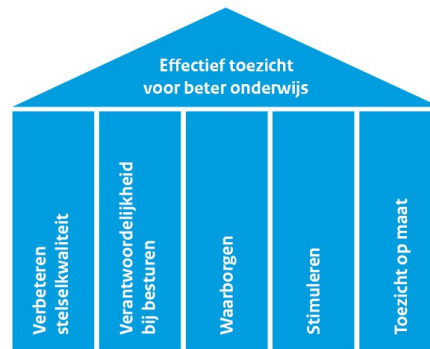 Effectief toezicht
voor beter onderwijs
Verbeteren
stelselkwaliteit
Verantwoordelijkheid
bij besturen
Waarborgen
Stimuleren
Toezicht op maat